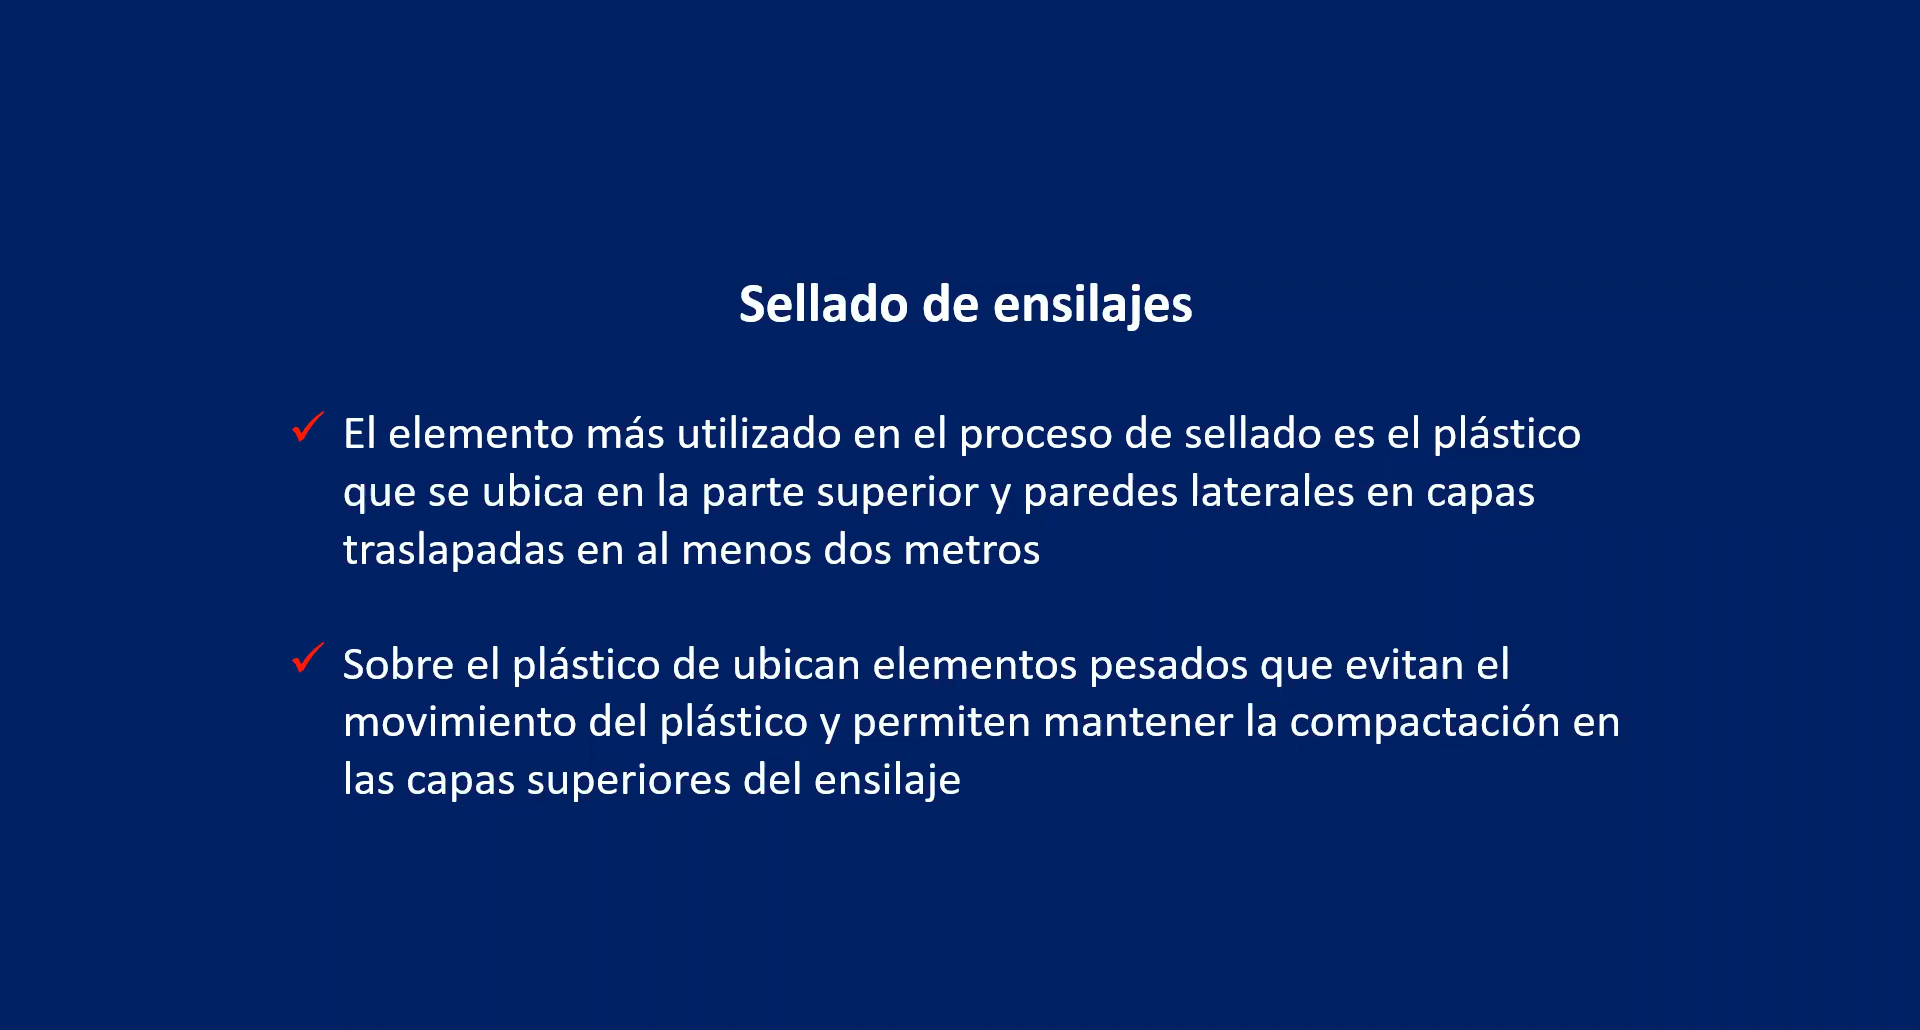 Sellado de ensilajes
✓ El elemento más utilizado en el proceso de sellado es el plástico
que se ubica en la parte superior y paredes laterales en capas
traslapadas en al menos dos metros
✓ Sobre el plástico de ubican elementos pesados que evitan el
movimiento del plástico y permiten mantener la compactación en
las capas superiores del ensilaje